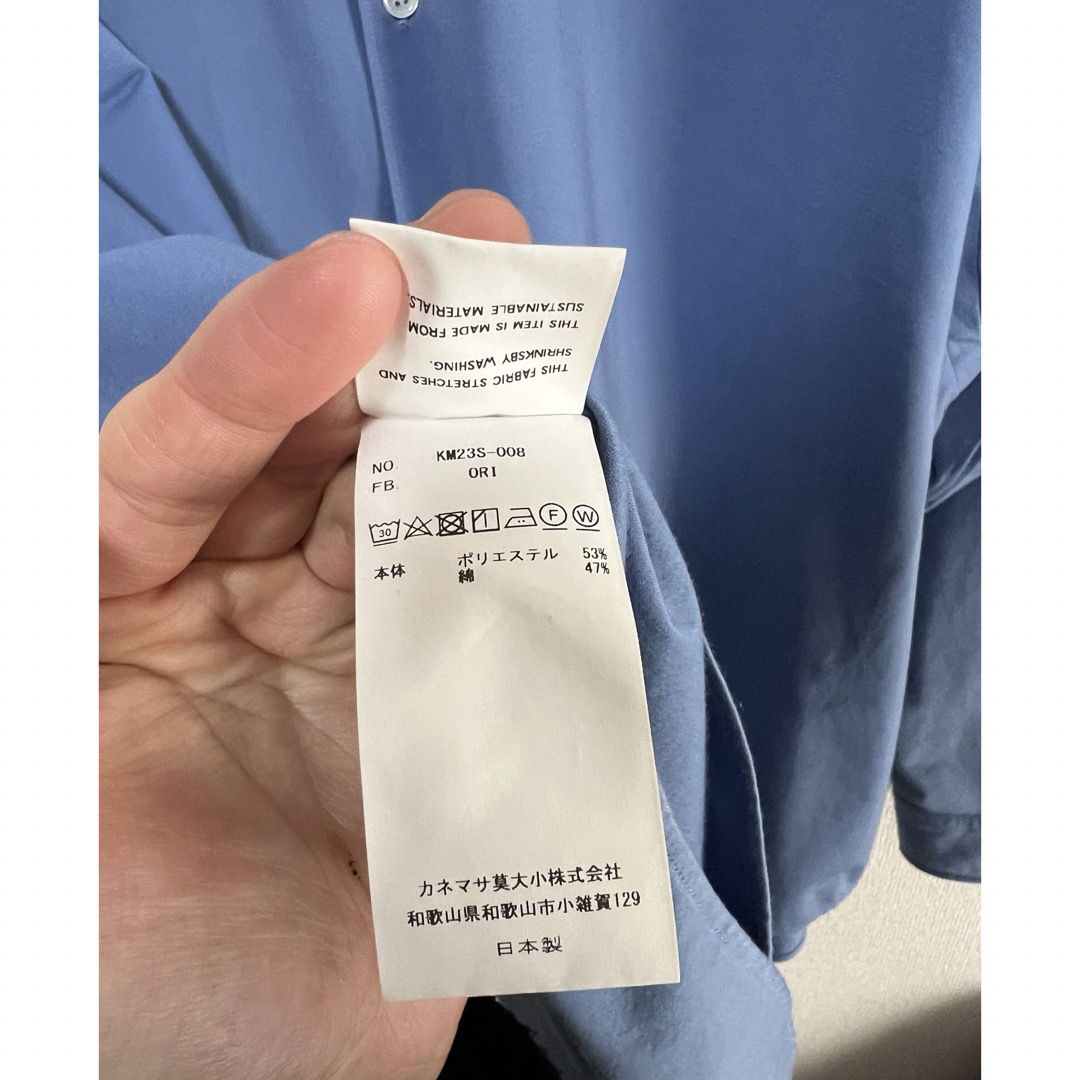 THIS FABRIC STRETCHES AND
SHRINKSBY WASHING.
THIS ITEM IS MADE FROM
SUSTAINABLE MATERIALS.
NO. KM23S-008
FB. ORI
30 F W
本体 ポリエステル 53%
綿 47%
カネマサ莫大小株式会社
和歌山県和歌山市小雑賀129
日本製